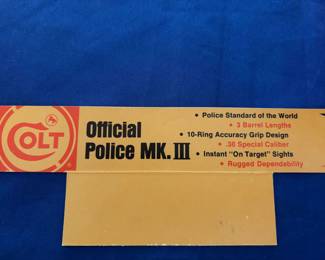 COLT
Official
Police MK. III
• Police Standard of the World
• 3 Barrel Lengths
• 10-Ring Accuracy Grip Design
• .38 Special Caliber
• Instant "On Target" Sights
• Rugged Dependability